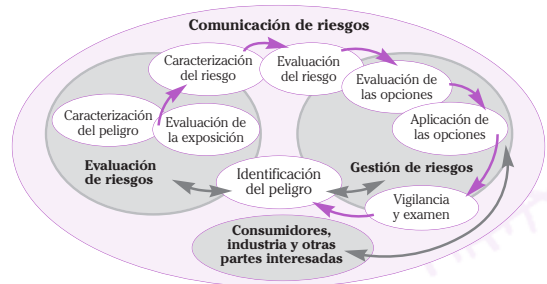 Comunicación de riesgos
Caracterización
del riesgo
Evaluación
del riesgo
Evaluación de
las opciones
Caracterización
del peligro
Evaluación de
la exposición
Aplicación de
las opciones
Evaluación
de riesgos
Identificación
del peligro
Gestión de riesgos
Vigilancia
y examen
Consumidores,
industria y otras
partes interesadas